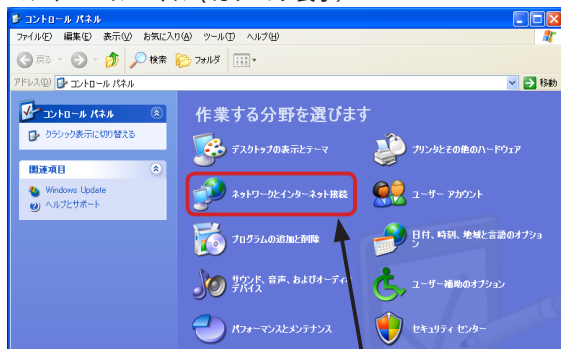 コントロール パネル
ファイル(F) 編集(E) 表示(V) お気に入り(A) ツール(T) ヘルプ(H)
戻る 検索 フォルダ
アドレス(D) コントロール パネル 移動
コントロール パネル
クラシック表示に切り替える
関連項目
Windows Update
ヘルプとサポート
作業する分野を選びます
デスクトップの表示とテーマ
プリンタとその他のハードウェア
ネットワークとインターネット接続
ユーザー アカウント
プログラムの追加と削除
日付、時刻、地域と言語のオプショ
ン
サウンド、音声、およびオーディオ
デバイス
ユーザー補助のオプション
パフォーマンスとメンテナンス
セキュリティ センター